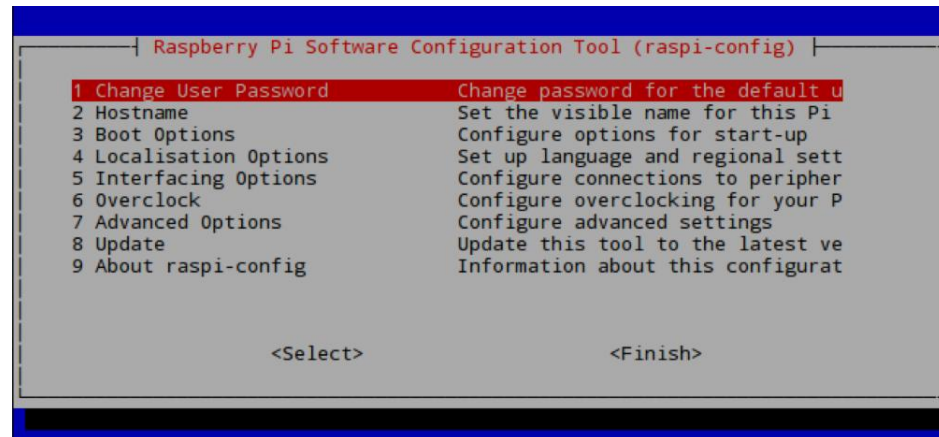 Raspberry Pi Software Configuration Tool (raspi-config)
1 Change User Password Change password for the default u
2 Hostname Set the visible name for this Pi
3 Boot Options Configure options for start-up
4 Localisation Options Set up language and regional sett
5 Interfacing Options Configure connections to peripher
6 Overclock Configure overclocking for your P
7 Advanced Options Configure advanced settings
8 Update Update this tool to the latest ve
9 About raspi-config Information about this configurat
<Select> <Finish>